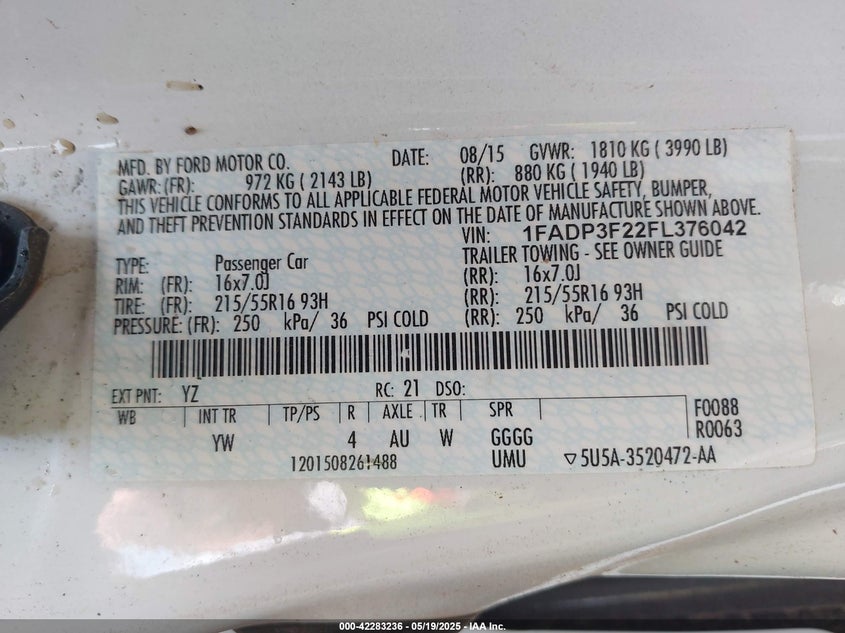 MFD. BY FORD MOTOR CO. DATE: 08/15 GVWR: 1810 KG ( 3990 LB)
GAWR: (FR): 972 KG ( 2143 LB) (RR): 880 KG ( 1940 LB)
THIS VEHICLE CONFORMS TO ALL APPLICABLE FEDERAL MOTOR VEHICLE SAFETY, BUMPER,
AND THEFT PREVENTION STANDARDS IN EFFECT ON THE DATE OF MANUFACTURE SHOWN ABOVE.
VIN: 1FADP3F22FL376042
TYPE: Passenger Car TRAILER TOWING - SEE OWNER GUIDE
RIM: (FR): 16x7.0J (RR): 16x7.0J
TIRE: (FR): 215/55R16 93H (RR): 215/55R16 93H
PRESSURE: (FR): 250 kPa/ 36 PSI COLD (RR): 250 kPa/ 36 PSI COLD
EXT PNT: YZ RC: 21 DSO:
WB INT TR TP/PS R AXLE TR SPR F0088
YW 4 AU W GGGG R0063
1201508261488 UMU ▽5U5A-3520472-AA
000-42283236 - 05/19/2025 - IAA Inc.